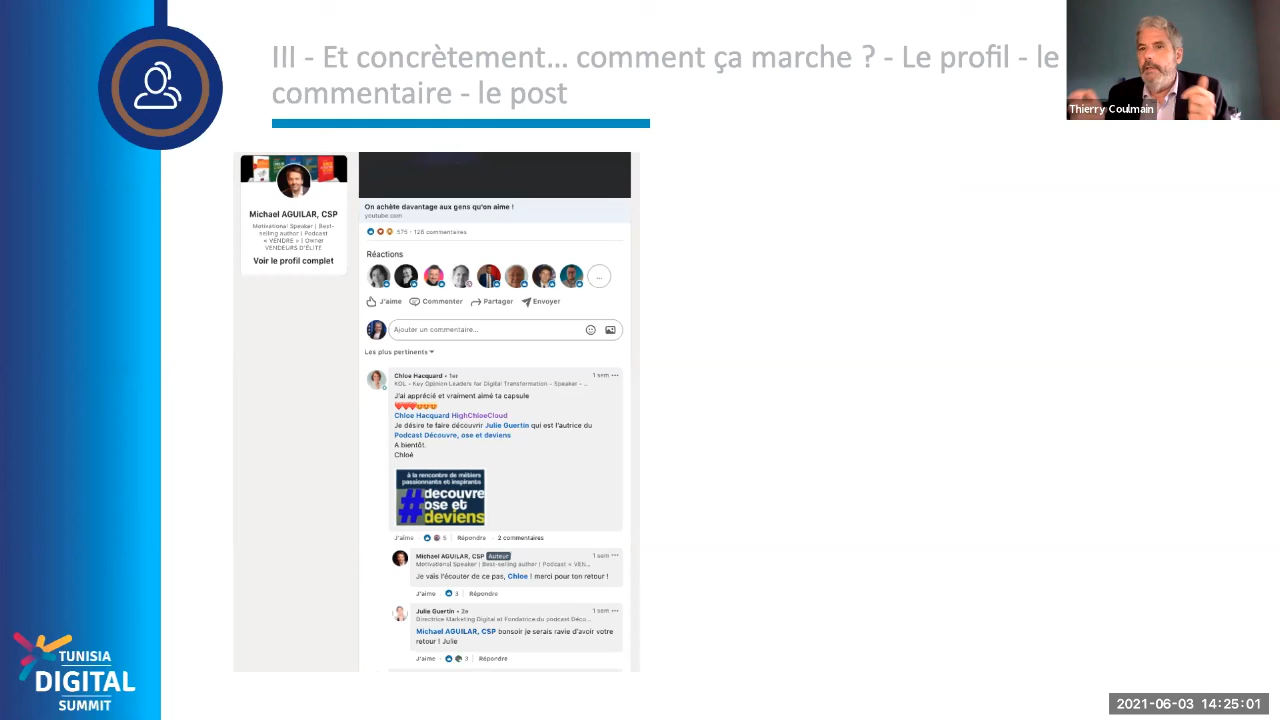 III - Et concrètement... comment ça marche ? - Le profil - le
commentaire - le post
Thierry Coulmain
Michael AGUILAR, CSP
Motivational Speaker | Best-
selling author | Podcast
« VENDRE » | Owner
VENDEURS D'ÉLITE
Voir le profil complet
On achète davantage aux gens qu'on aime !
youtube.com
575 · 126 commentaires
Réactions
...
J'aime Commenter Partager Envoyer
Ajouter un commentaire...
Les plus pertinents
Chloe Hacquard • 1er 1 sem ...
KOL - Key Opinion Leaders for Digital Transformation - Speaker - ...
J'ai apprécié et vraiment aimé ta capsule
Chloe Hacquard HighChloeCloud
Je désire te faire découvrir Julie Guertin qui est l'autrice du
Podcast Découvre, ose et deviens
A bientôt.
Chloé
à la rencontre de métiers
passionnants et inspirants
#decouvre
ose et
deviens
J'aime · 5 | Répondre · 2 commentaires
Michael AGUILAR, CSP Auteur 1 sem ...
Motivational Speaker | Best-selling author | Podcast « VEN...
Je vais l'écouter de ce pas, Chloe ! merci pour ton retour !
J'aime · 3 | Répondre
Julie Guertin • 2e 1 sem ...
Directrice Marketing Digital et Fondatrice du podcast Déco...
Michael AGUILAR, CSP bonsoir je serais ravie d'avoir votre
retour ! Julie
J'aime · 3 | Répondre
TUNISIA
DIGITAL
SUMMIT
2021-06-03 14:25:01